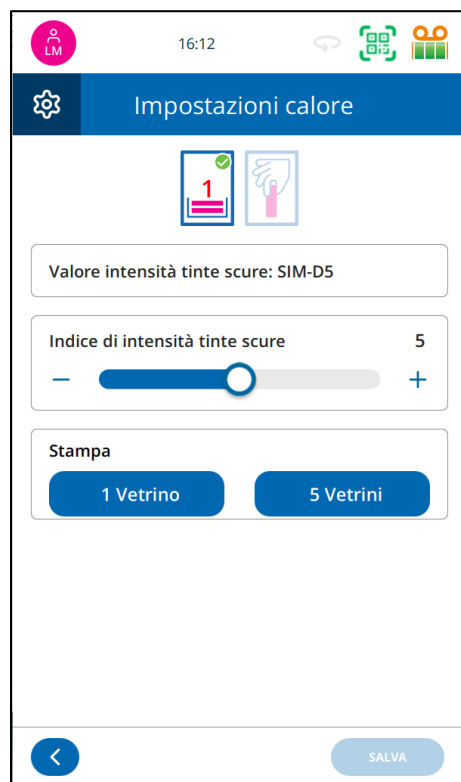 LM
16:12
Impostazioni calore
1
Valore intensità tinte scure: SIM-D5
Indice di intensità tinte scure 5
− +
Stampa
1 Vetrino 5 Vetrini
SALVA